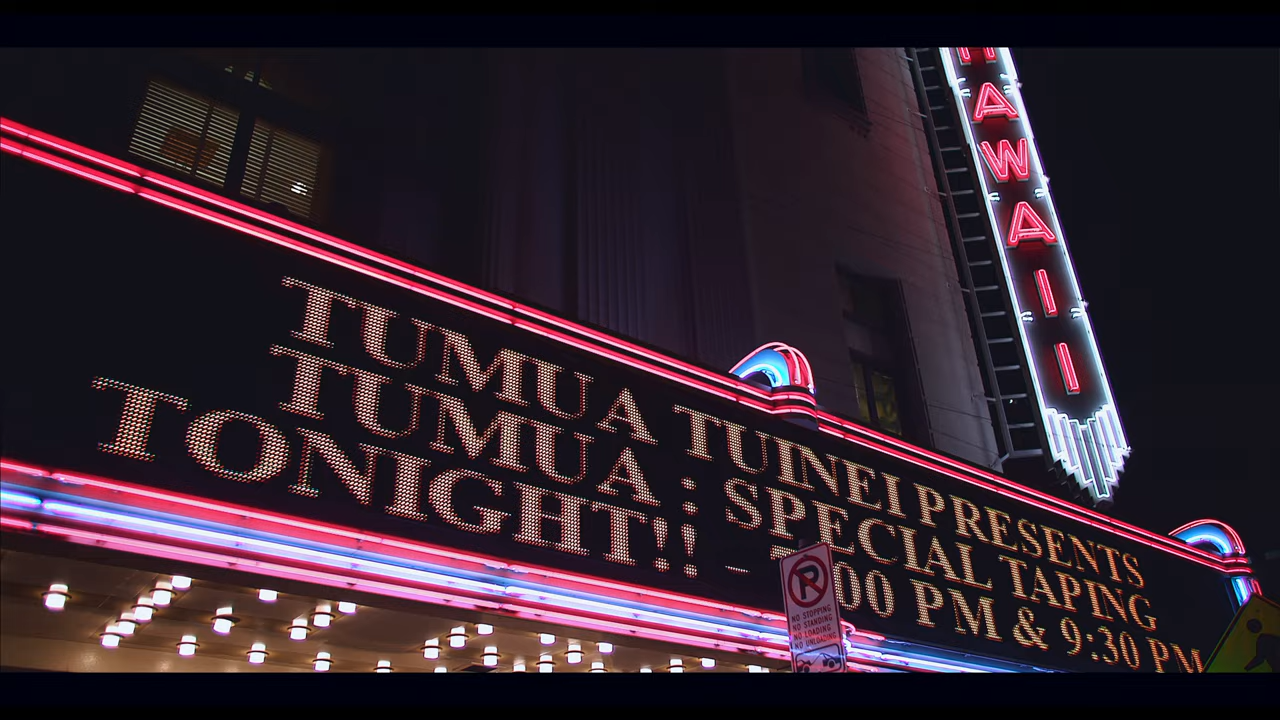 HAWAII
TUMUA TUINEI PRESENTS
TUMUA : SPECIAL TAPING
TONIGHT!! - :00 PM & 9:30 PM
NO STOPPING
NO STANDING
NO LOADING
NO UNLOADING